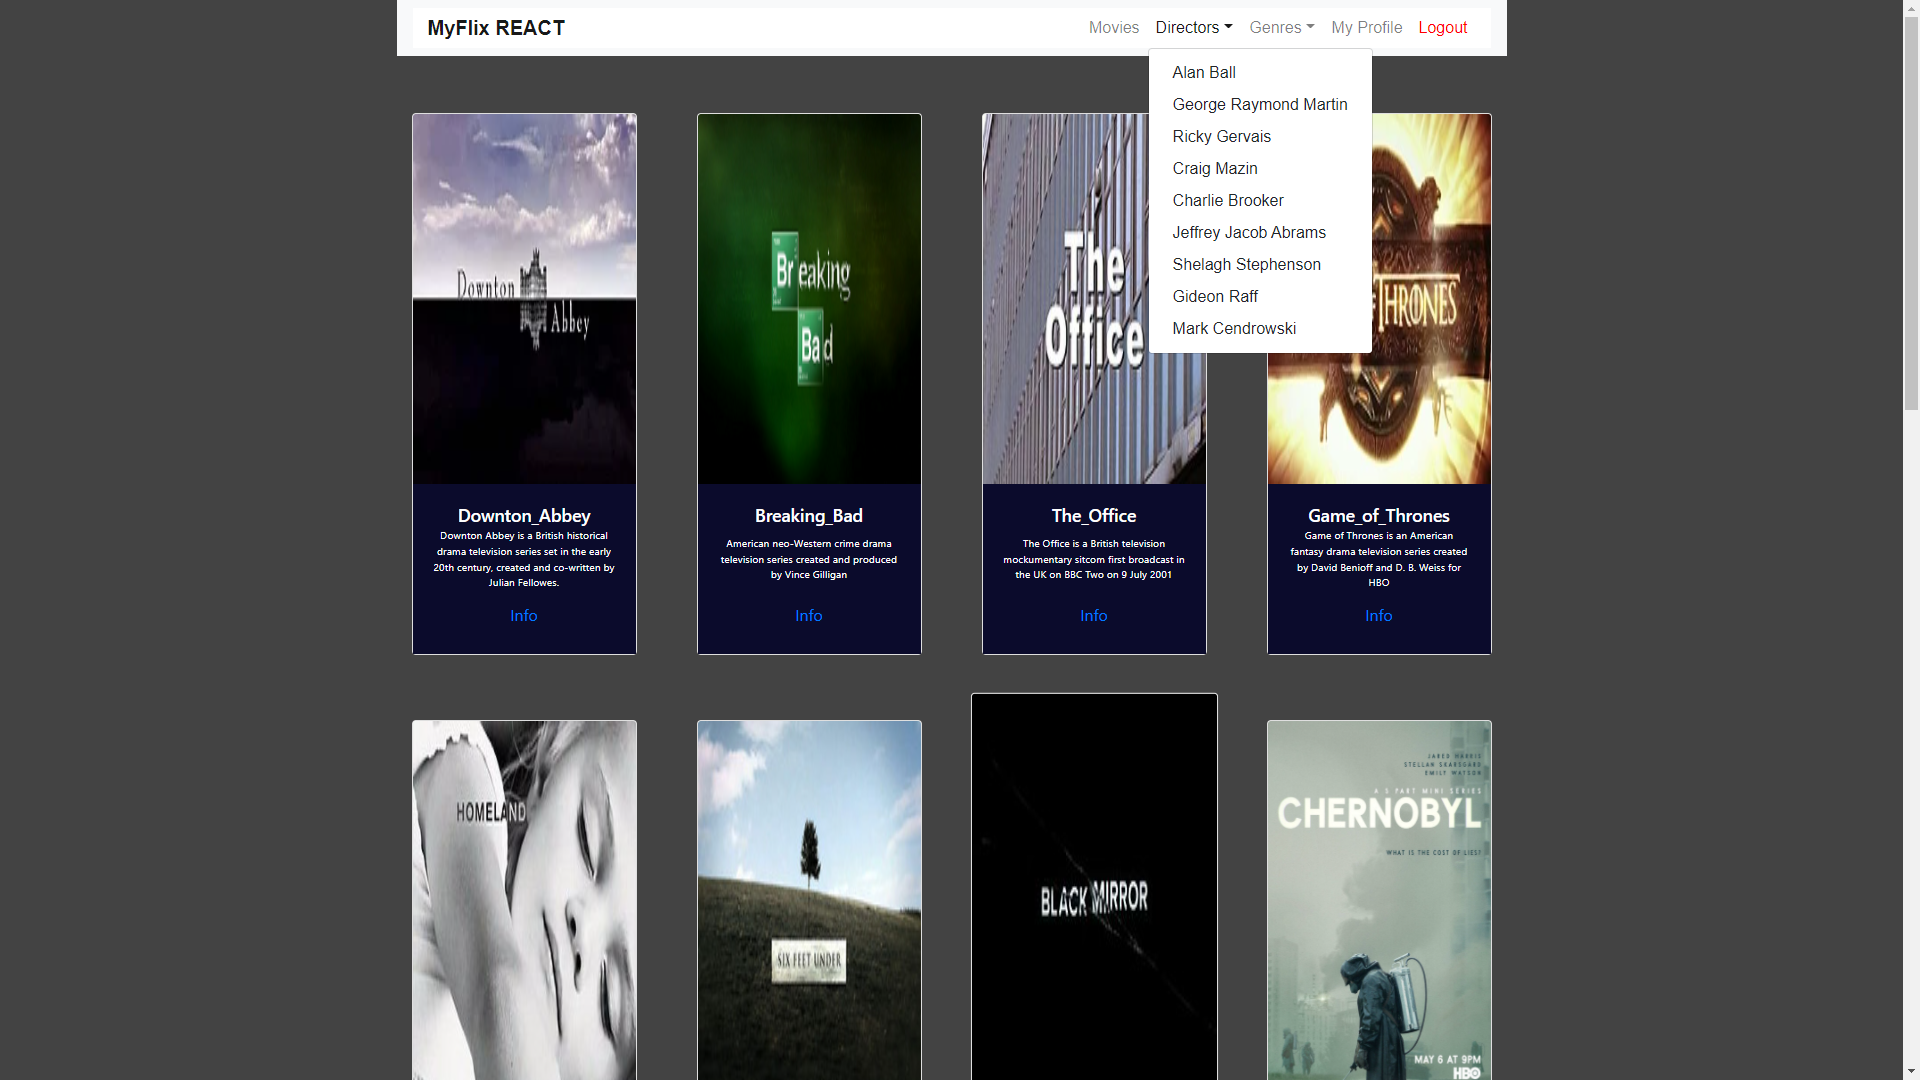 MyFlix REACT
Movies
Directors
Genres
My Profile
Logout
Alan Ball
George Raymond Martin
Ricky Gervais
Craig Mazin
Charlie Brooker
Jeffrey Jacob Abrams
Shelagh Stephenson
Gideon Raff
Mark Cendrowski
Downton
Abbey
Breaking
Bad
The
Office
THRONES
Downton_Abbey
Downton Abbey is a British historical
drama television series set in the early
20th century, created and co-written by
Julian Fellowes.
Info
Breaking_Bad
American neo-Western crime drama
television series created and produced
by Vince Gilligan
Info
The_Office
The Office is a British television
mockumentary sitcom first broadcast in
the UK on BBC Two on 9 July 2001
Info
Game_of_Thrones
Game of Thrones is an American
fantasy drama television series created
by David Benioff and D. B. Weiss for
HBO
Info
HOMELAND
SIX FEET UNDER
BLACK MIRROR
JARED HARRIS
STELLAN SKARSGARD
EMILY WATSON
A 5 PART MINI SERIES
CHERNOBYL
WHAT IS THE COST OF LIES?
MAY 6 AT 9PM
HBO